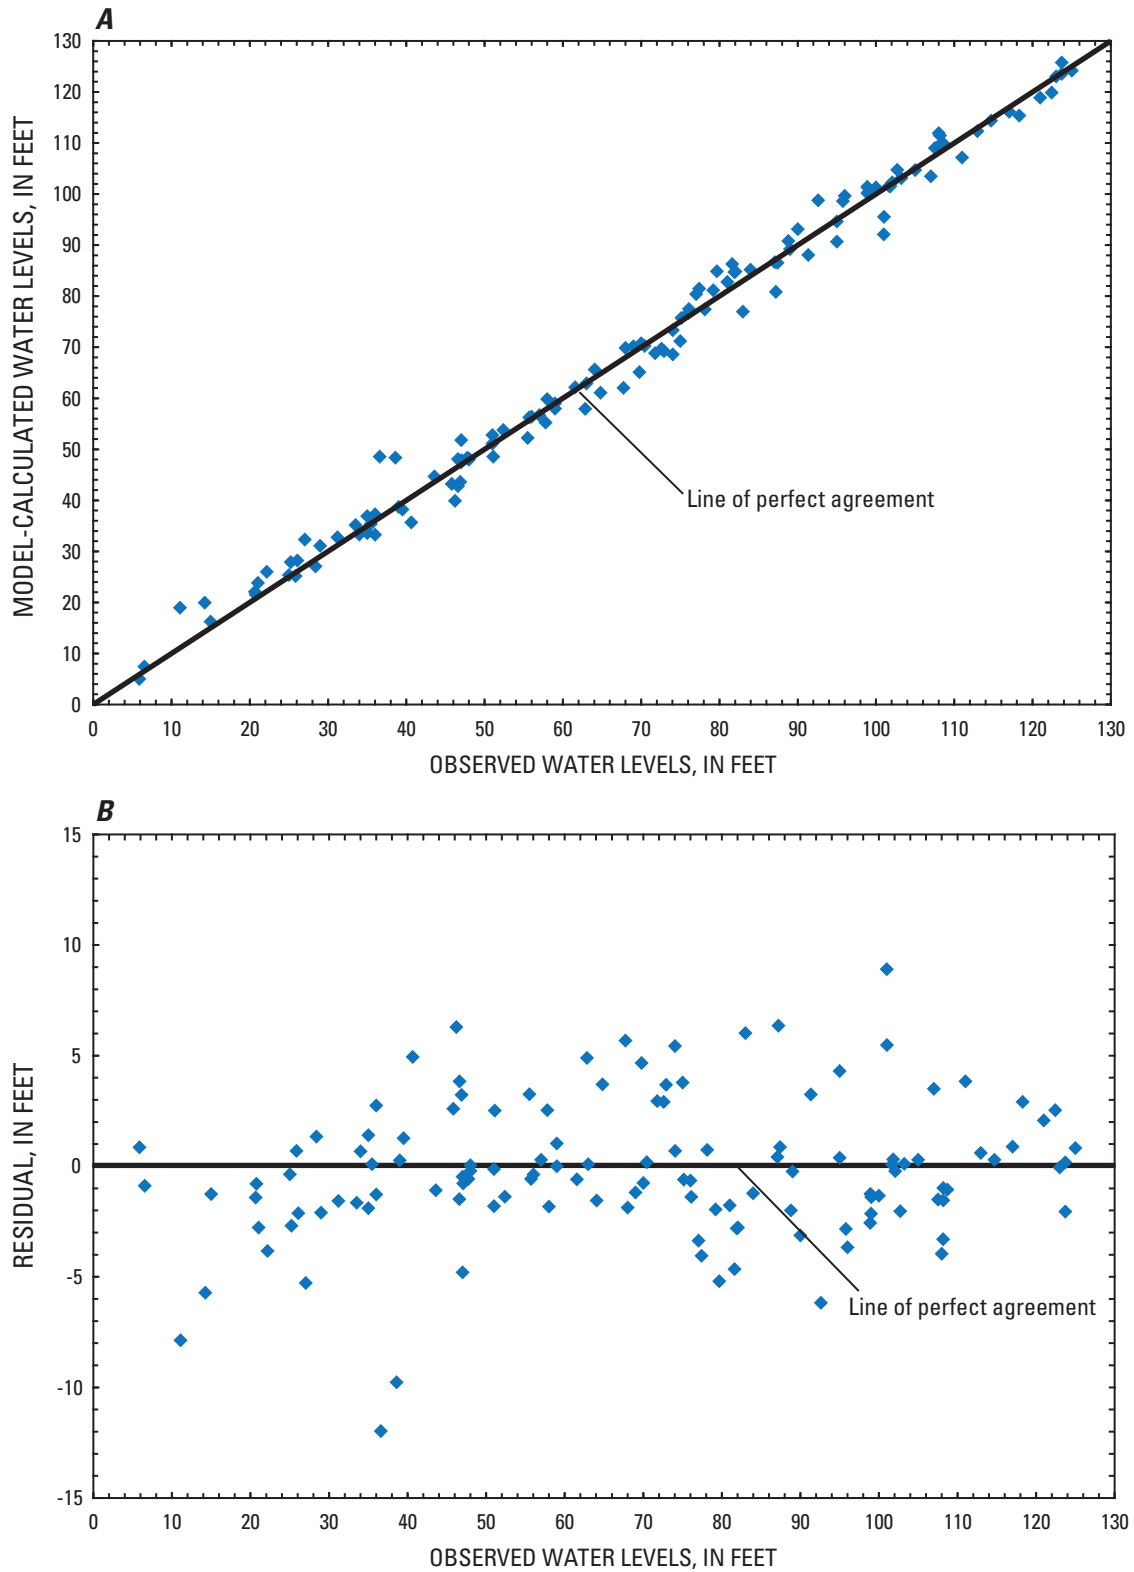 A
130
120
110
100
90
80
70
60
50
40
30
20
10
0
MODEL-CALCULATED WATER LEVELS, IN FEET
Line of perfect agreement
0 10 20 30 40 50 60 70 80 90 100 110 120 130
OBSERVED WATER LEVELS, IN FEET
B
15
10
5
0
-5
-10
-15
RESIDUAL, IN FEET
Line of perfect agreement
0 10 20 30 40 50 60 70 80 90 100 110 120 130
OBSERVED WATER LEVELS, IN FEET